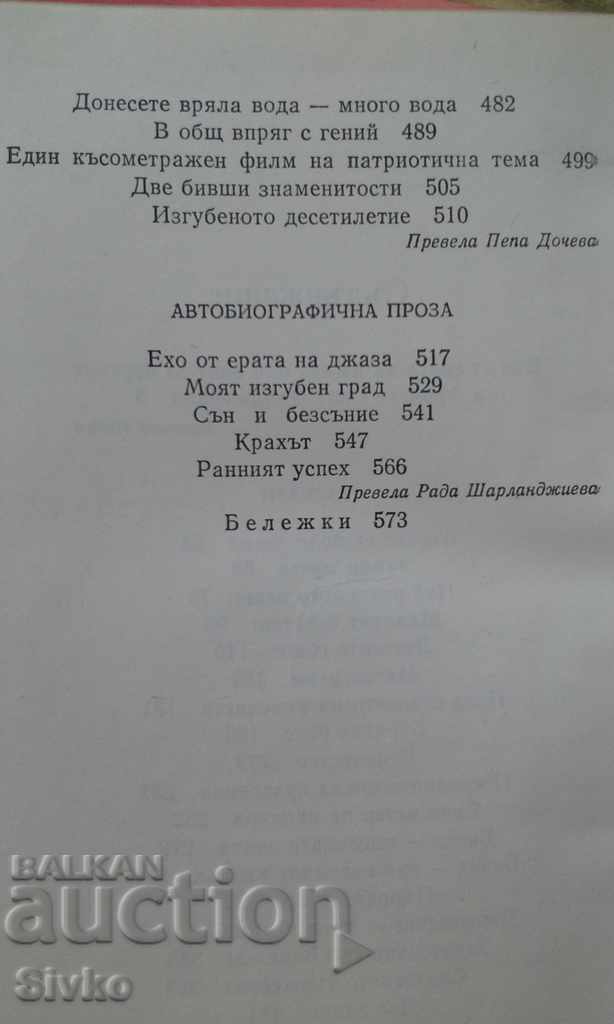 Донесете вряла вода — много вода 482
В общ впряг с гений 489
Един късометражен филм на патриотична тема 499
Две бивши знаменитости 505
Изгубеното десетилетие 510
Превела Пепа Дочева
АВТОБИОГРАФИЧНА ПРОЗА
Ехо от ерата на джаза 517
Моят изгубен град 529
Сън и безсъние 541
Крахът 547
Ранният успех 566
Превела Рада Шарланджиева
Бележки 573
BALKAN
auction
Sivko